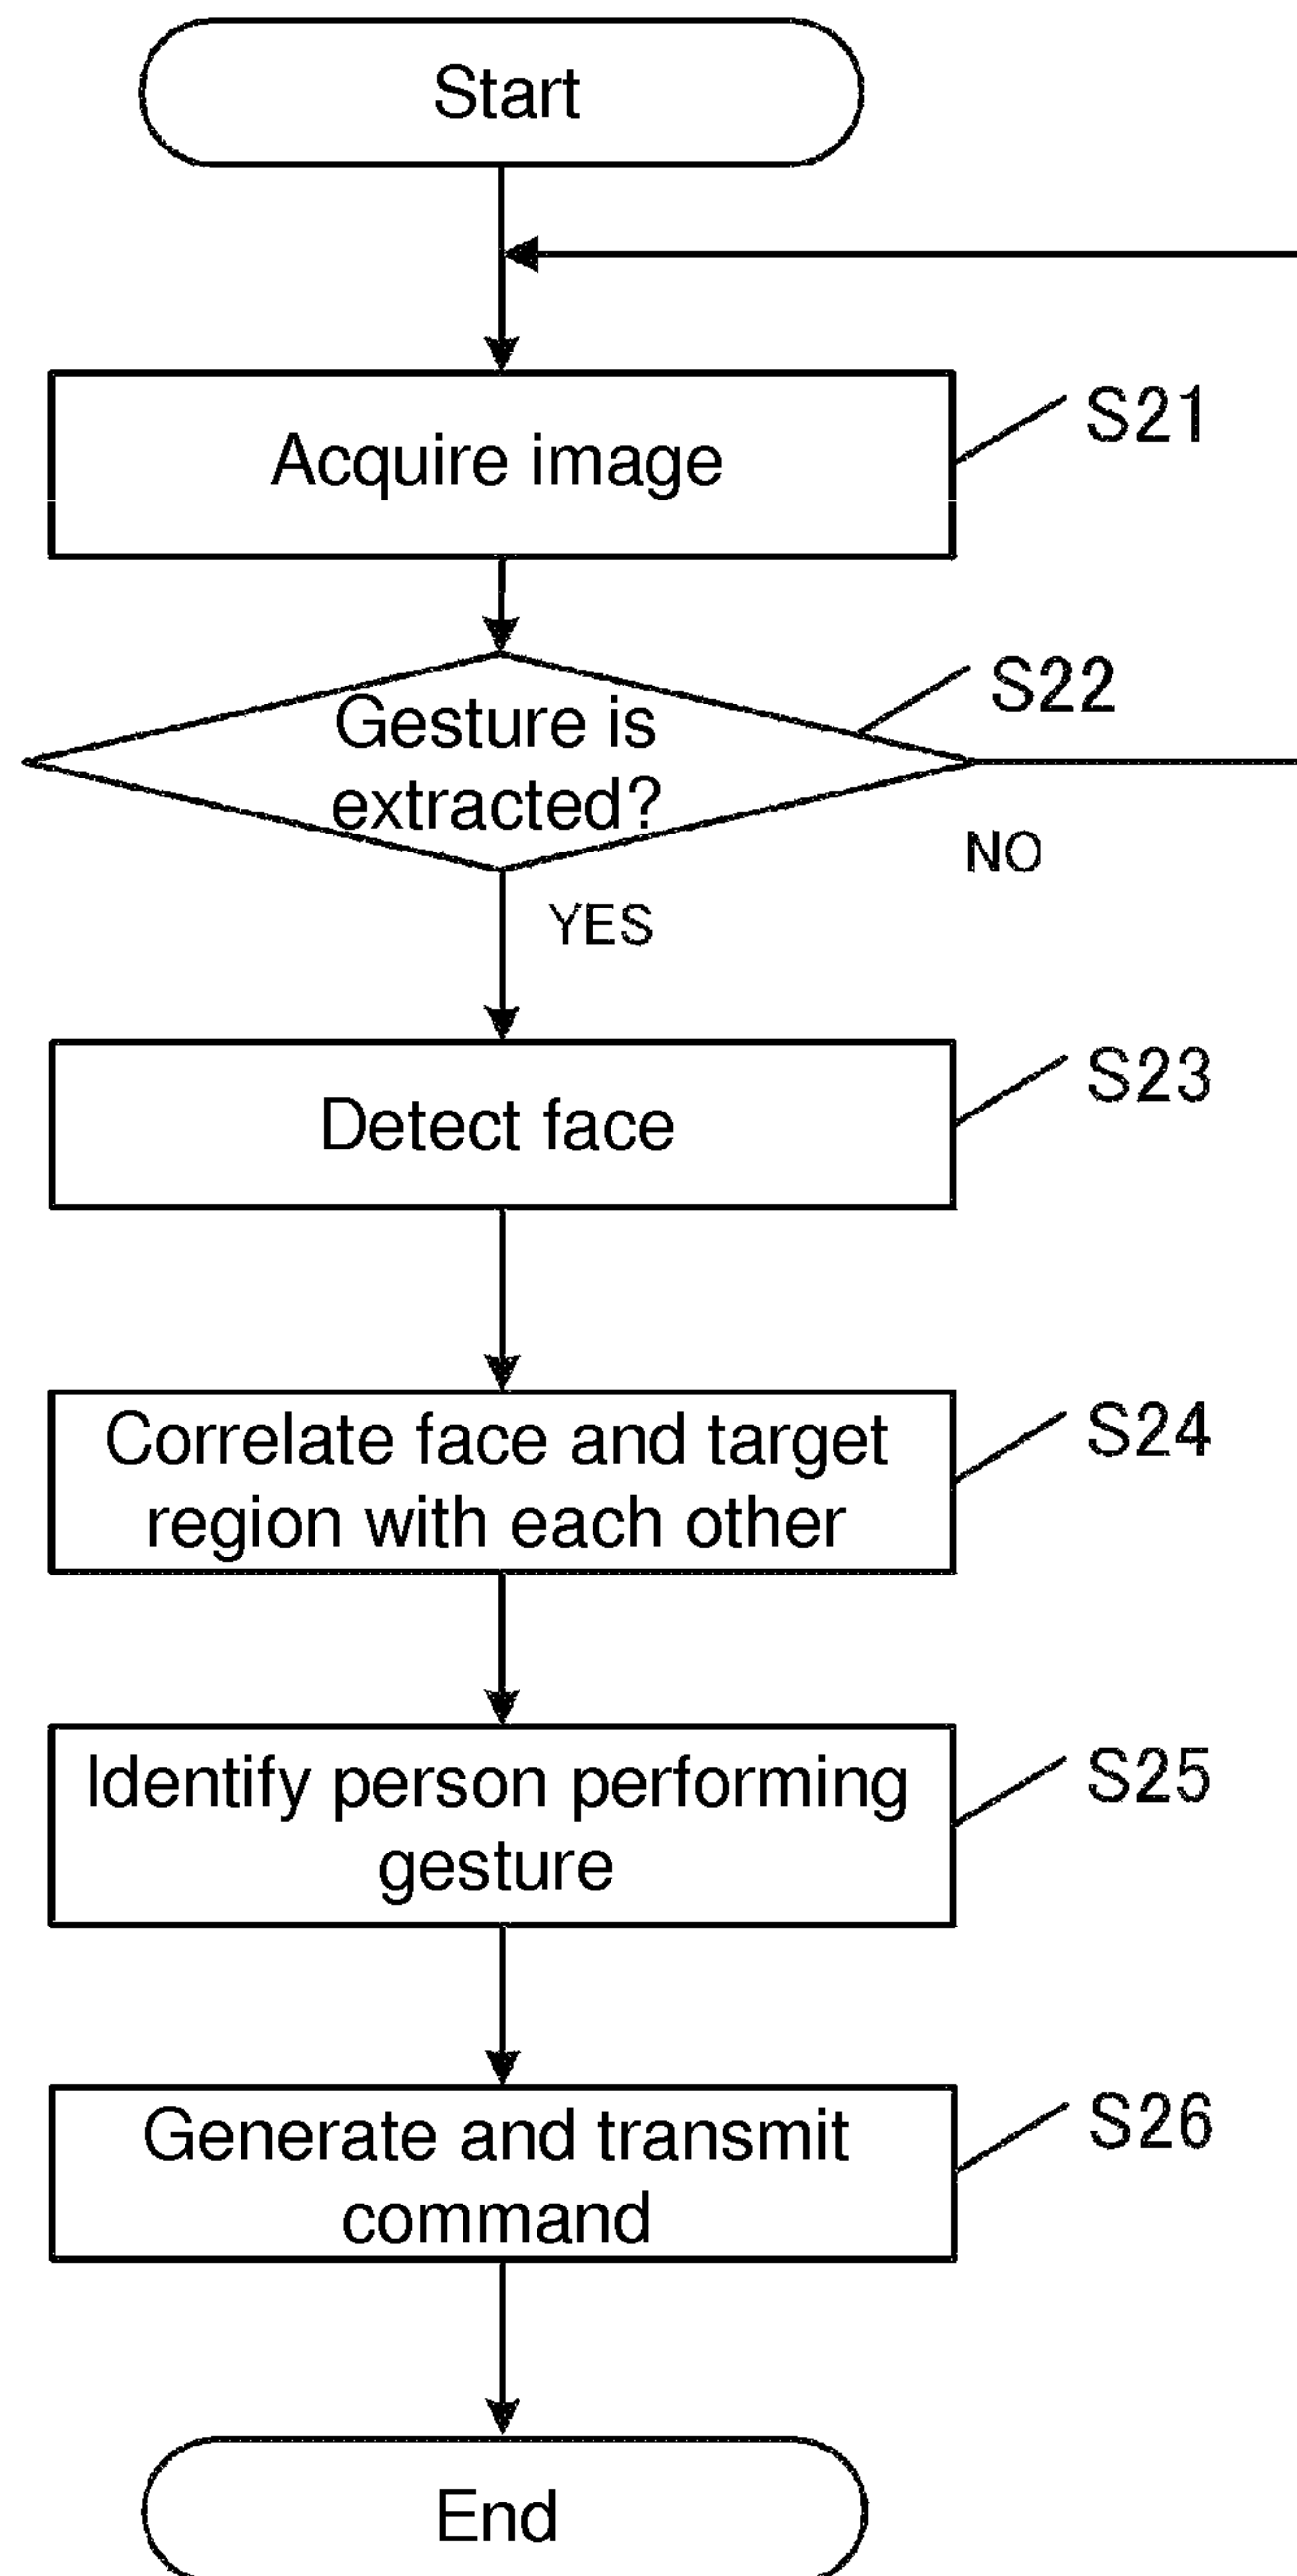 Start
Acquire image
S21
Gesture is
extracted?
S22
NO
YES
Detect face
S23
Correlate face and target
region with each other
S24
Identify person performing
gesture
S25
Generate and transmit
command
S26
End